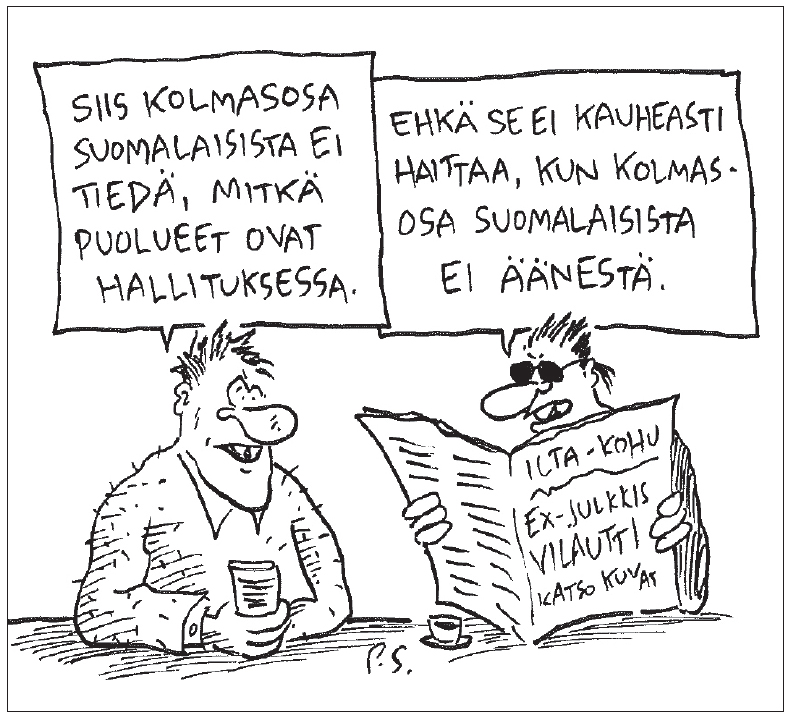 SIIS KOLMASOSA
SUOMALAISISTA EI
TIEDÄ, MITKÄ
PUOLUEET OVAT
HALLITUKSESSA.
EHKÄ SE EI KAUHEASTI
HAITTAA, KUN KOLMAS-
OSA SUOMALAISISTA
EI ÄÄNESTÄ.
ILTA-KOHU
EX-JULKKIS
VILAUTTI
KATSO KUVAT
P.S.